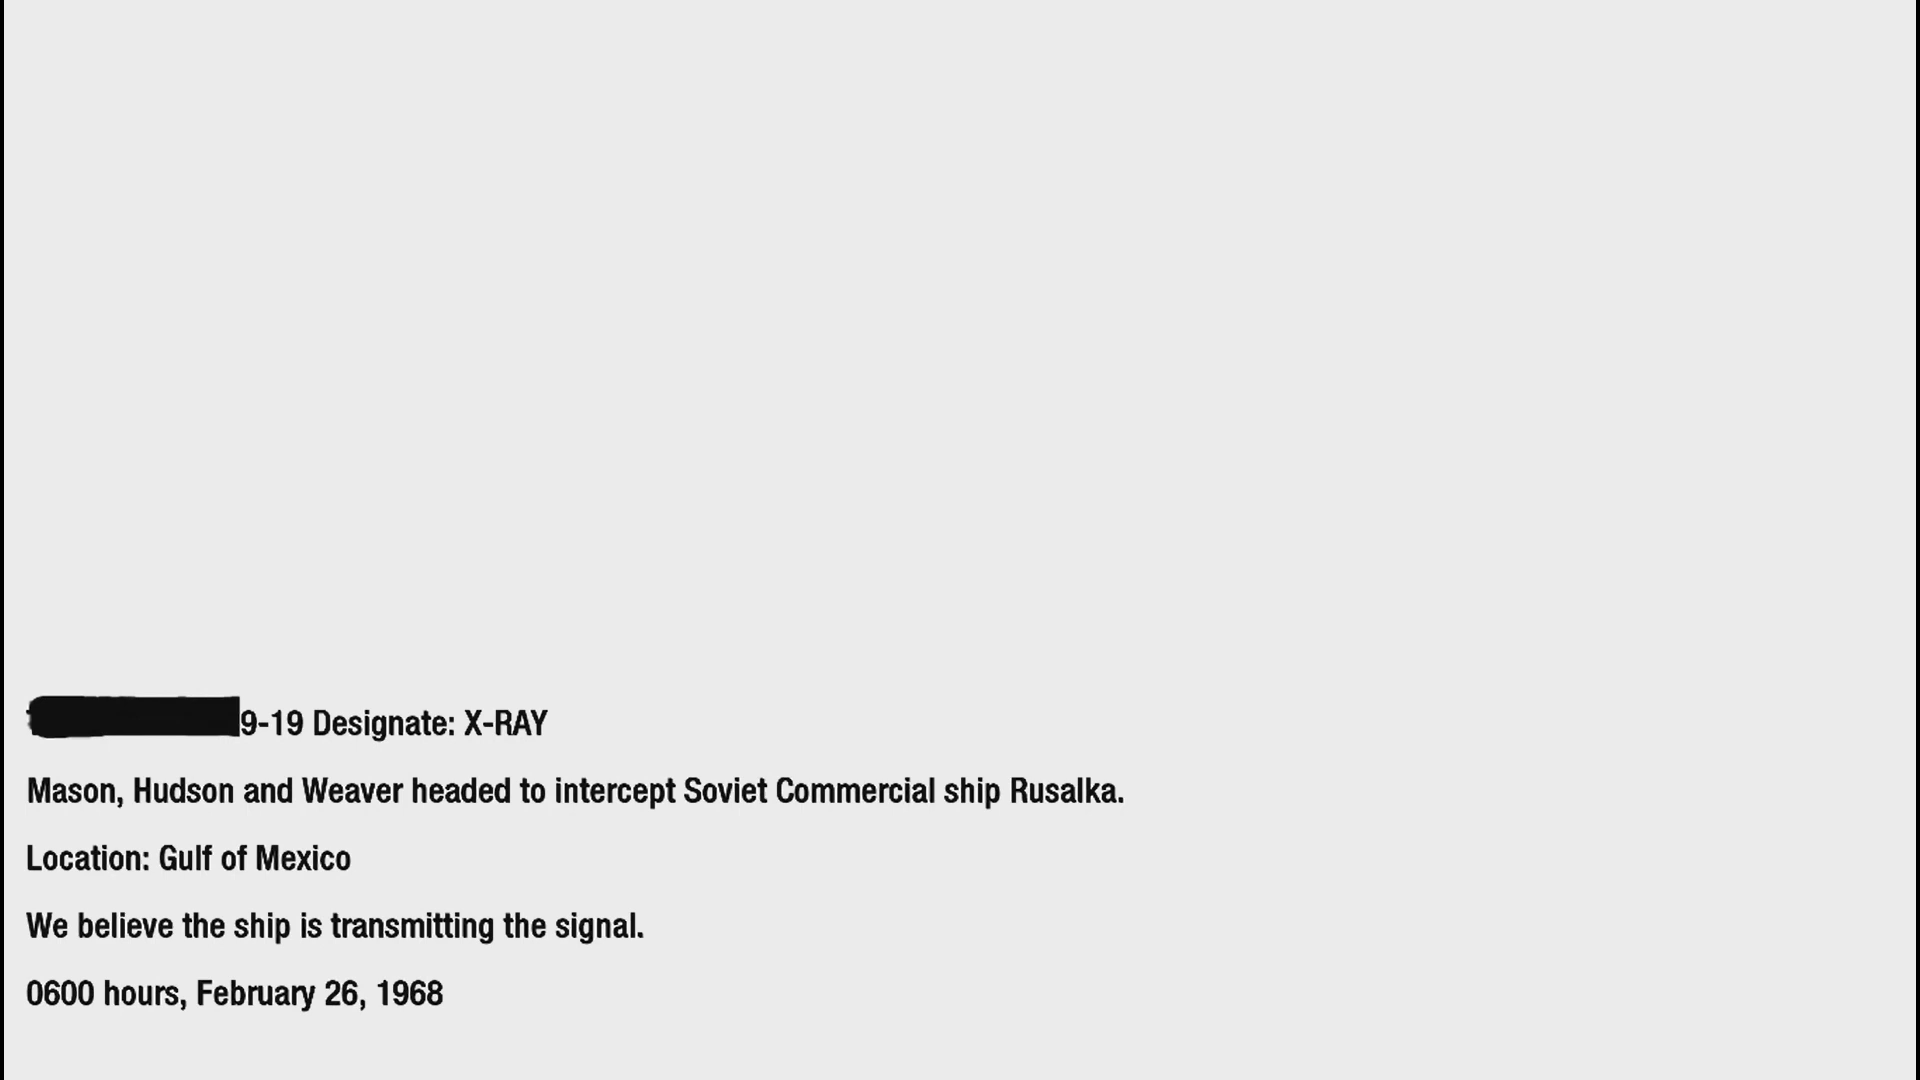 9-19 Designate: X-RAY
Mason, Hudson and Weaver headed to intercept Soviet Commercial ship Rusalka.
Location: Gulf of Mexico
We believe the ship is transmitting the signal.
0600 hours, February 26, 1968